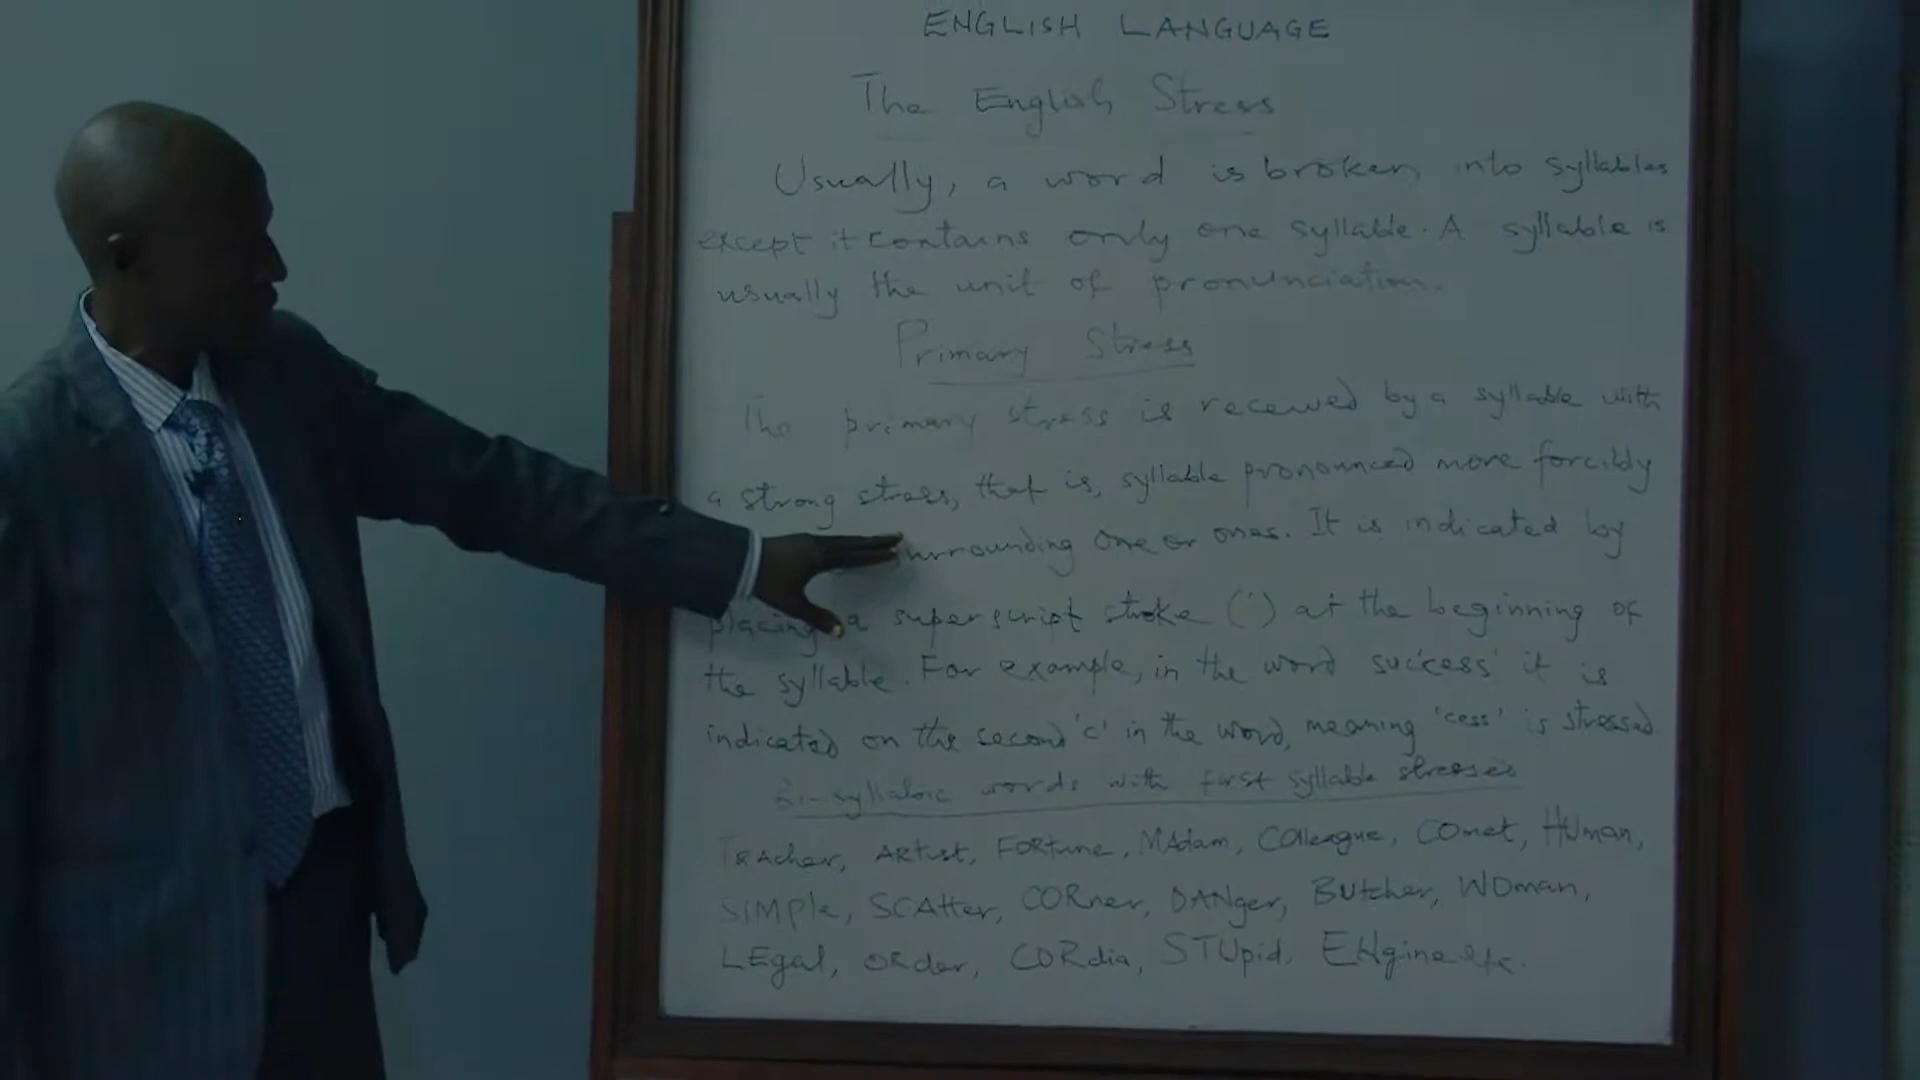 ENGLISH LANGUAGE
The English Stress
Usually, a word is broken into syllables
except it contains only one syllable. A syllable is
usually the unit of pronunciation.
Primary Stress
The primary stress is received by a syllable with
a strong stress, that is, syllable pronounced more forcibly
surrounding one or ones. It is indicated by
placing a superscript stroke (') at the beginning of
the syllable. For example, in the word suc'cess' it is
indicated on the second 'c' in the word, meaning 'cess' is stressed.
Bi-syllabic words with first syllable stresses
TEAcher, ARtist, FORtune, MAdam, COlleague, COmet, HUman,
SIMPle, SCAtter, CORner, DANger, BUtcher, WOman,
LEgal, ORder, CORdia, STUpid, ENgine etc.